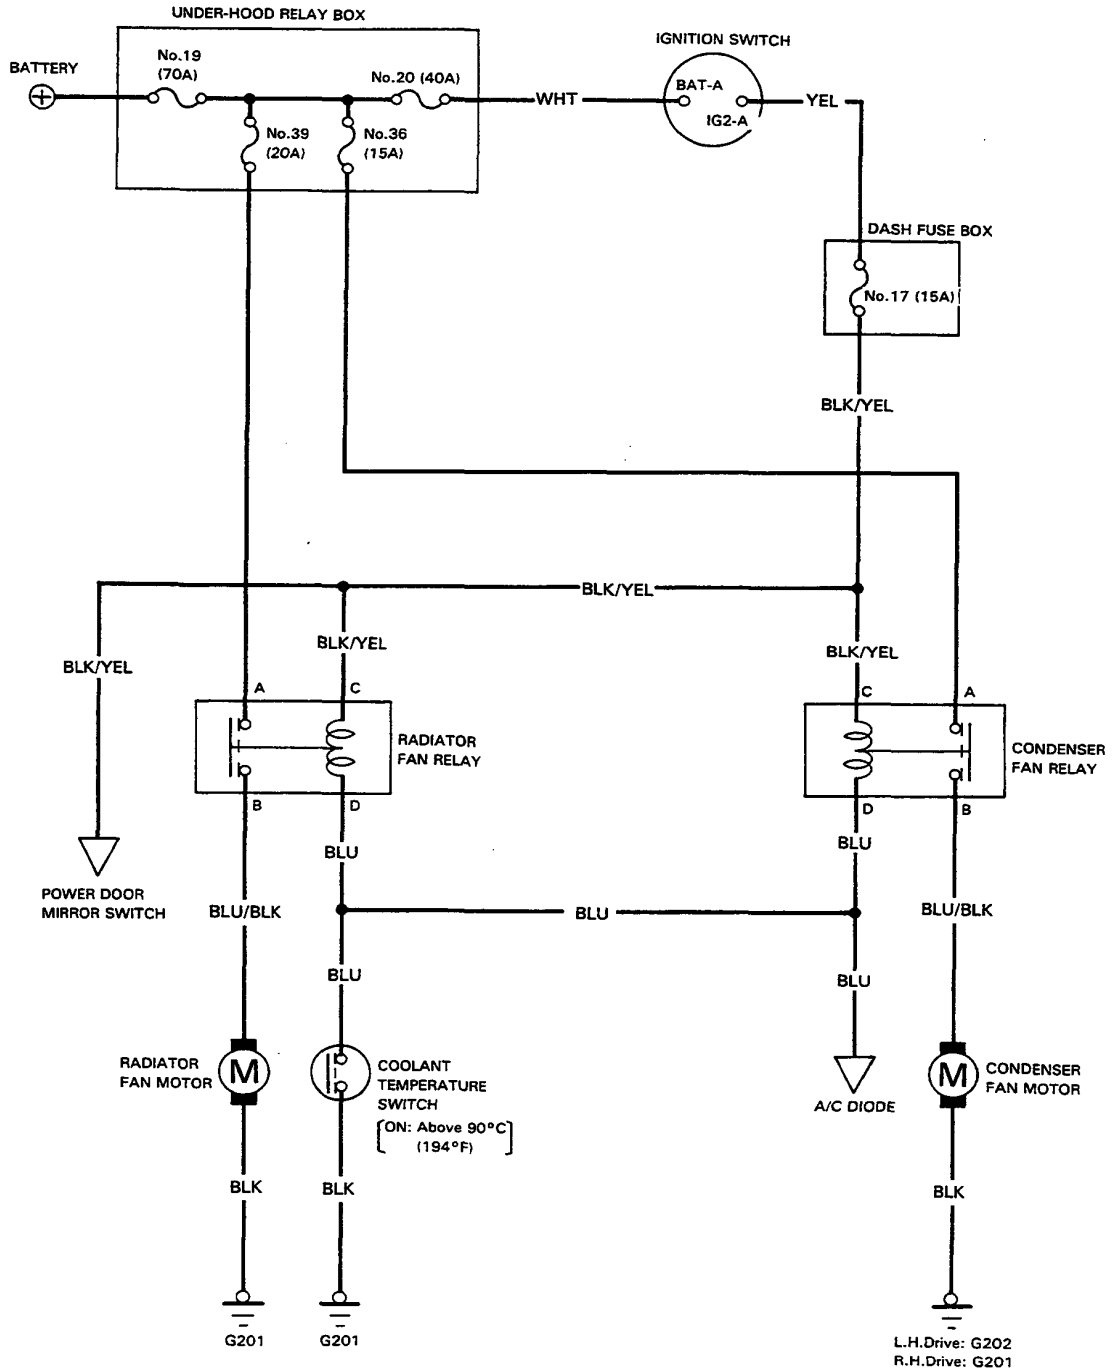 UNDER-HOOD RELAY BOX
BATTERY
No.19
(70A)
No.20 (40A)
No.39
(20A)
No.36
(15A)
WHT
IGNITION SWITCH
BAT-A
IG2-A
YEL
DASH FUSE BOX
No.17 (15A)
BLK/YEL
BLK/YEL
BLK/YEL
BLK/YEL
BLK/YEL
A
C
RADIATOR
FAN RELAY
B
D
C
A
CONDENSER
FAN RELAY
D
B
POWER DOOR
MIRROR SWITCH
BLU
BLU
BLU/BLK
BLU
BLU/BLK
BLU
BLU
RADIATOR
FAN MOTOR
M
COOLANT
TEMPERATURE
SWITCH
[ON: Above 90°C
(194°F)]
A/C DIODE
M
CONDENSER
FAN MOTOR
BLK
BLK
BLK
G201
G201
L.H.Drive: G202
R.H.Drive: G201